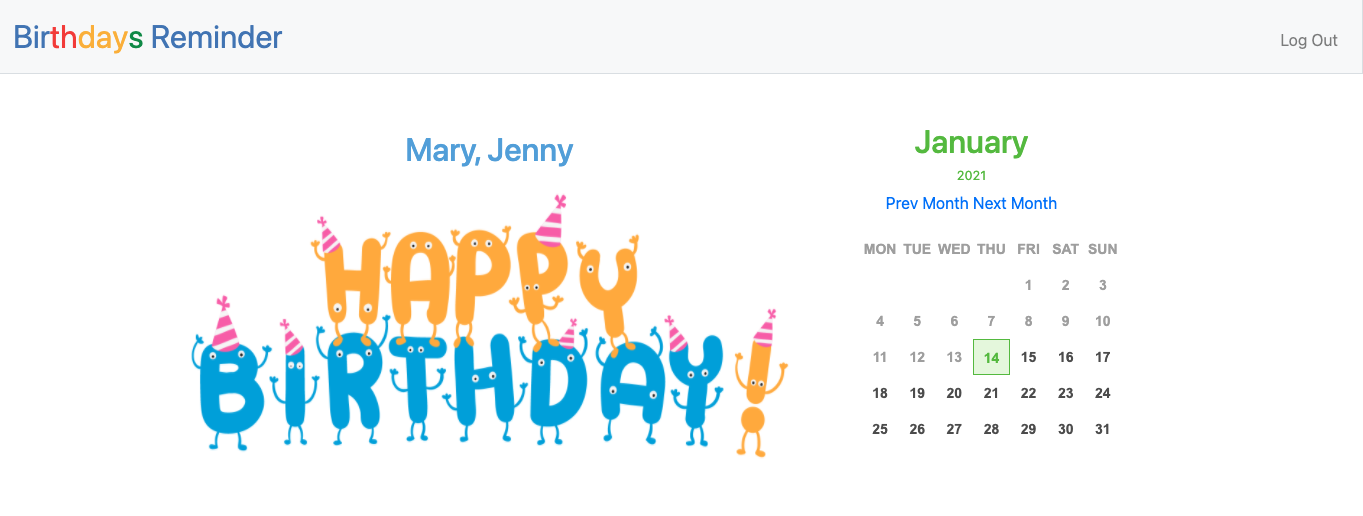 Birthdays Reminder
Log Out
Mary, Jenny
HAPPY
BIRTHDAY!
January
2021
Prev Month Next Month
MON TUE WED THU FRI SAT SUN
1 2 3
4 5 6 7 8 9 10
11 12 13 14 15 16 17
18 19 20 21 22 23 24
25 26 27 28 29 30 31